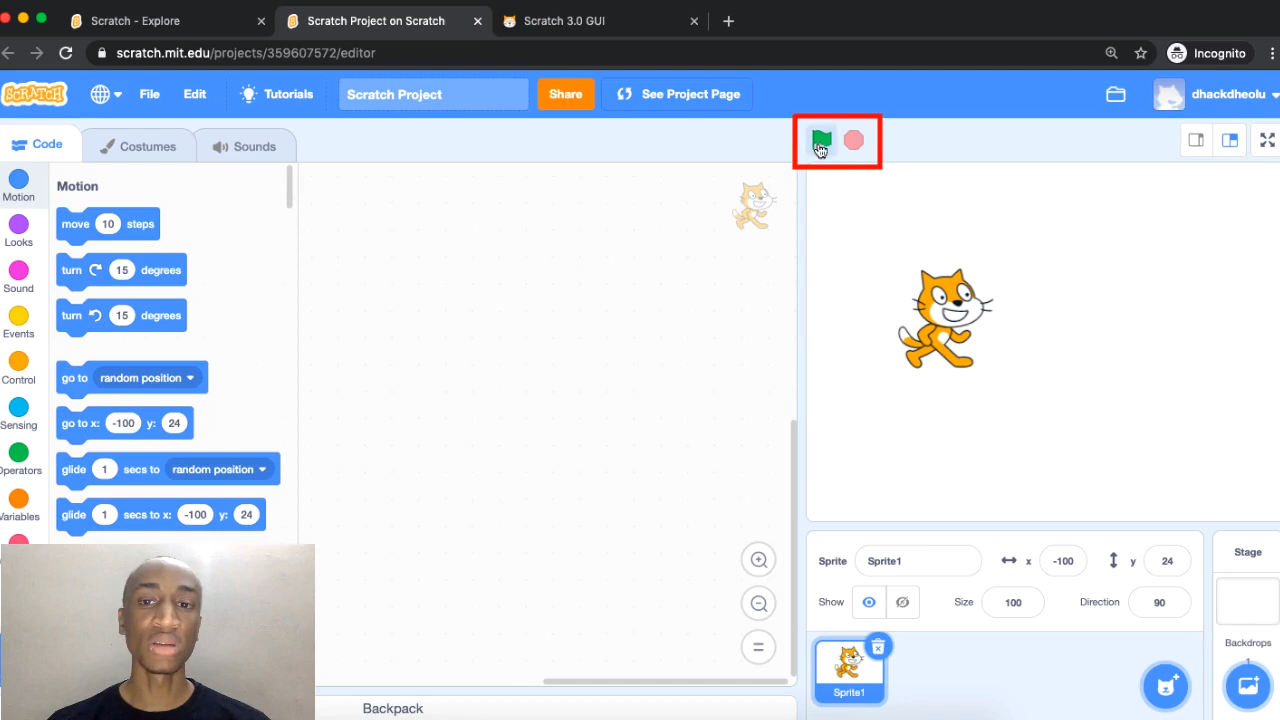 Scratch - Explore
Scratch Project on Scratch
Scratch 3.0 GUI
scratch.mit.edu/projects/359607572/editor
Incognito
SCRATCH
File
Edit
Tutorials
Scratch Project
Share
See Project Page
dhackdheolu
Code
Costumes
Sounds
Motion
Looks
Sound
Events
Control
Sensing
Operators
Variables
Motion
move 10 steps
turn 15 degrees
turn 15 degrees
go to random position
go to x: -100 y: 24
glide 1 secs to random position
glide 1 secs to x: -100 y: 24
Backpack
Sprite Sprite1 x -100 y 24
Show Size 100 Direction 90
Sprite1
Stage
Backdrops
1